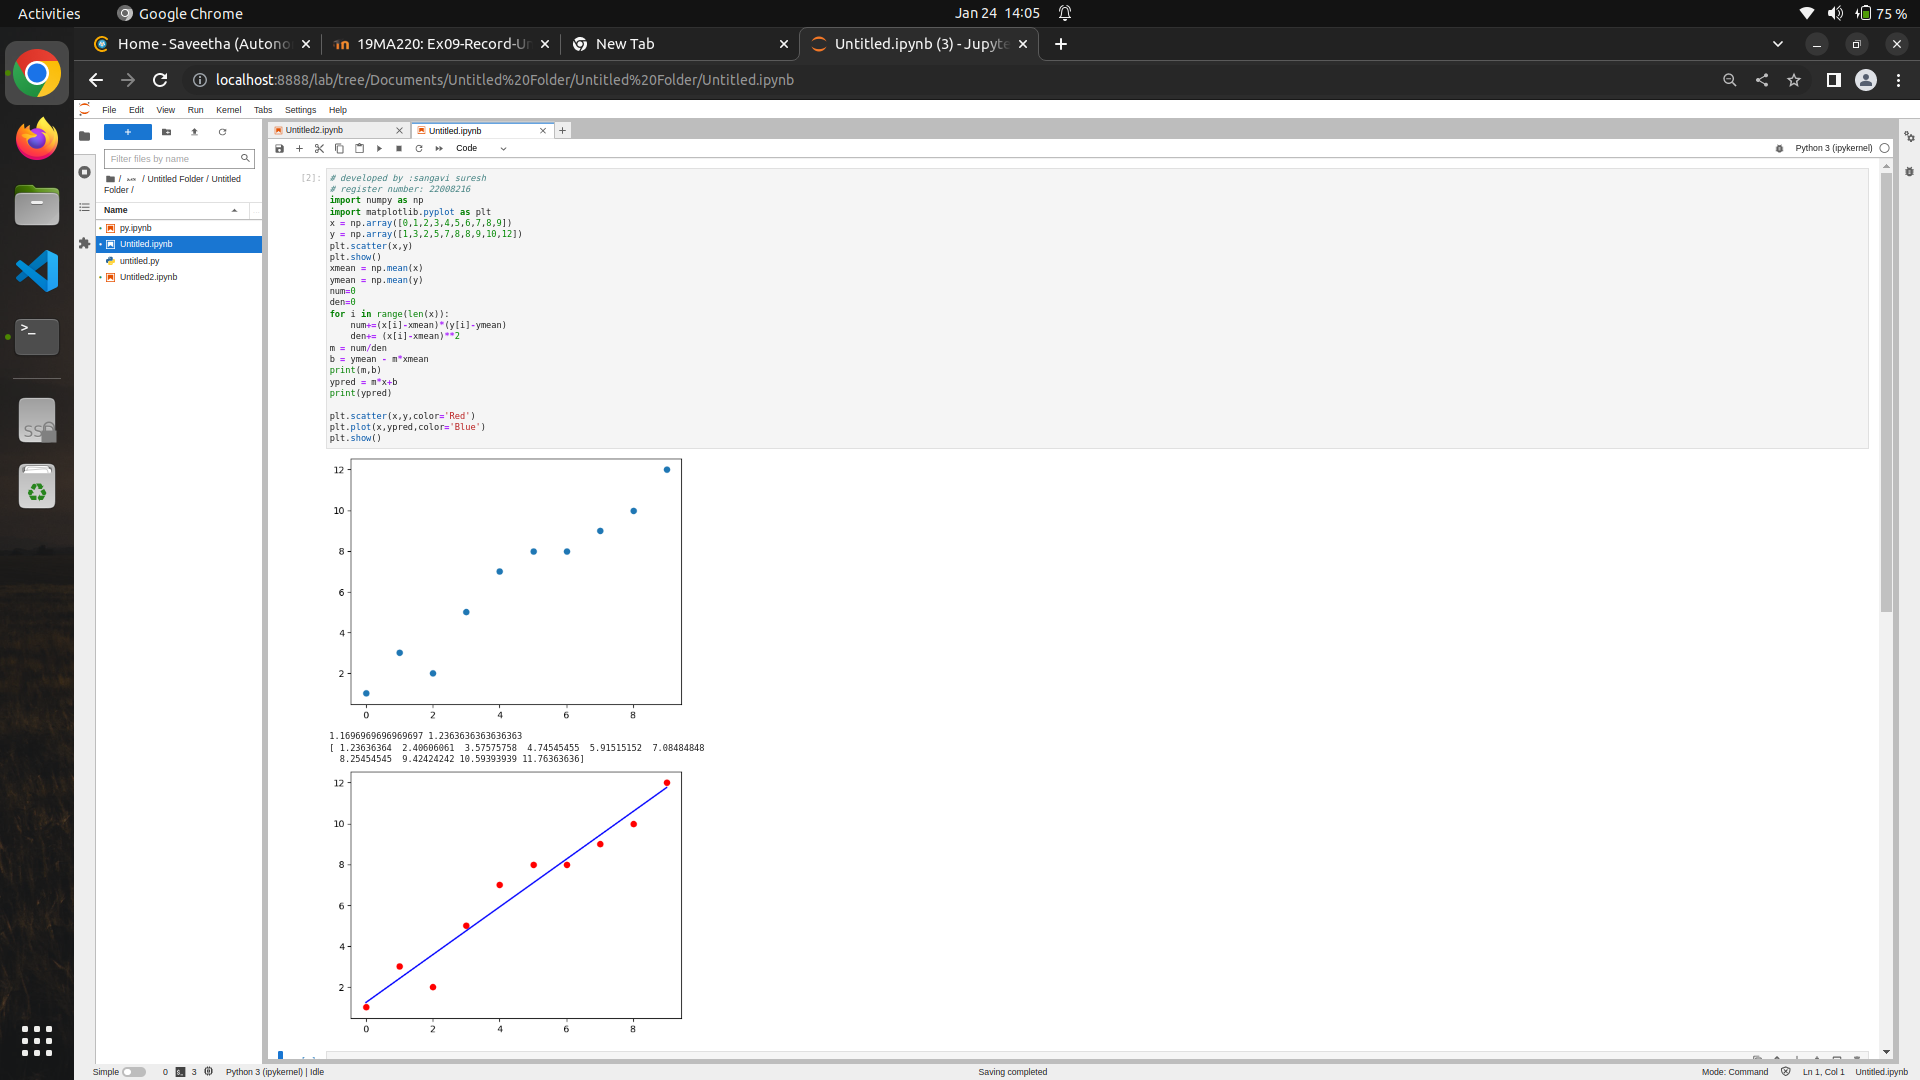 Activities
Google Chrome
Jan 24 14:05
75 %
Home - Saveetha (Autono
19MA220: Ex09-Record-Ur
New Tab
Untitled.ipynb (3) - Jupyte
localhost:8888/lab/tree/Documents/Untitled%20Folder/Untitled%20Folder/Untitled.ipynb
File Edit View Run Kernel Tabs Settings Help
Filter files by name
/ ... / Untitled Folder / Untitled
Folder /
Name
py.ipynb
Untitled.ipynb
untitled.py
Untitled2.ipynb
Untitled2.ipynb
Untitled.ipynb
Code
Python 3 (ipykernel)
[2]:
# developed by :sangavi suresh
# register number: 22008216
import numpy as np
import matplotlib.pyplot as plt
x = np.array([0,1,2,3,4,5,6,7,8,9])
y = np.array([1,3,2,5,7,8,8,9,10,12])
plt.scatter(x,y)
plt.show()
xmean = np.mean(x)
ymean = np.mean(y)
num=0
den=0
for i in range(len(x)):
    num+=(x[i]-xmean)*(y[i]-ymean)
    den+= (x[i]-xmean)**2
m = num/den
b = ymean - m*xmean
print(m,b)
ypred = m*x+b
print(ypred)
plt.scatter(x,y,color='Red')
plt.plot(x,ypred,color='Blue')
plt.show()
12
10
8
6
4
2
0 2 4 6 8
1.1696969696969697 1.2363636363636363
[ 1.23636364  2.40606061  3.57575758  4.74545455  5.91515152  7.08484848
  8.25454545  9.42424242 10.59393939 11.76363636]
12
10
8
6
4
2
0 2 4 6 8
Simple 0 3 Python 3 (ipykernel) | Idle
Saving completed
Mode: Command
Ln 1, Col 1
Untitled.ipynb